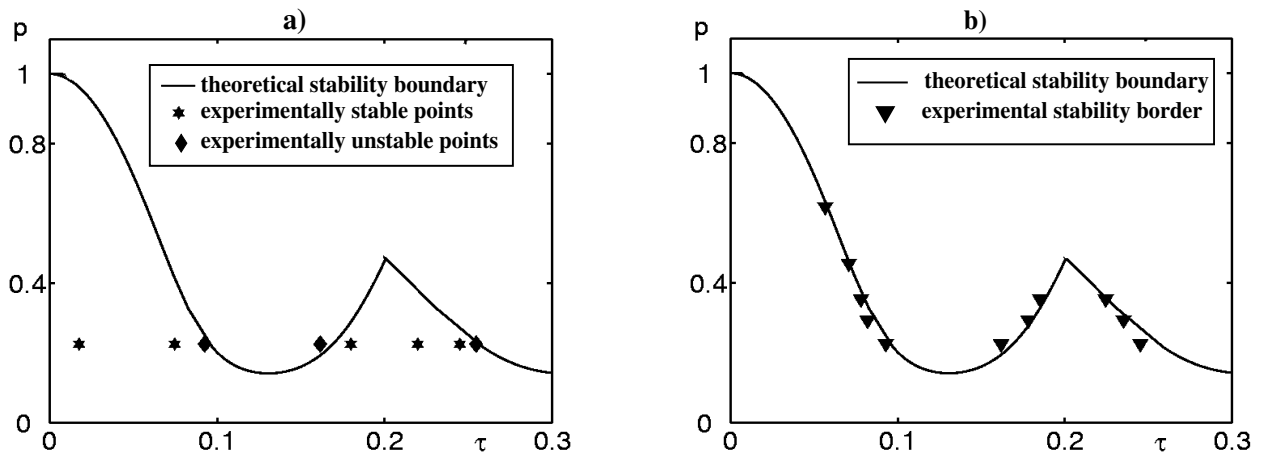 a)
p
1
0.8
0.4
0
0
0.1
0.2
0.3
τ
theoretical stability boundary
experimentally stable points
experimentally unstable points
b)
p
1
0.8
0.4
0
0
0.1
0.2
0.3
τ
theoretical stability boundary
experimental stability border